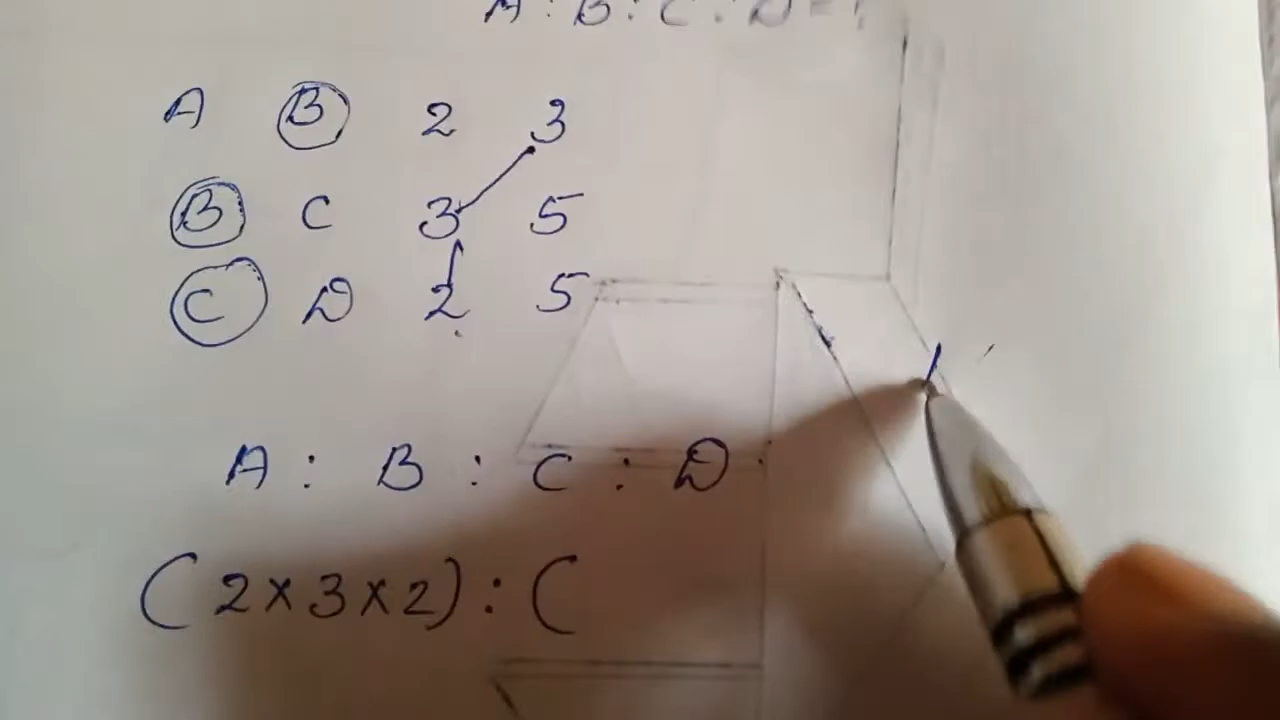 A : B : C : D = ?
A B 2 3
B C 3 5
C D 2 5
A : B : C : D
( 2 × 3 × 2 ) : (